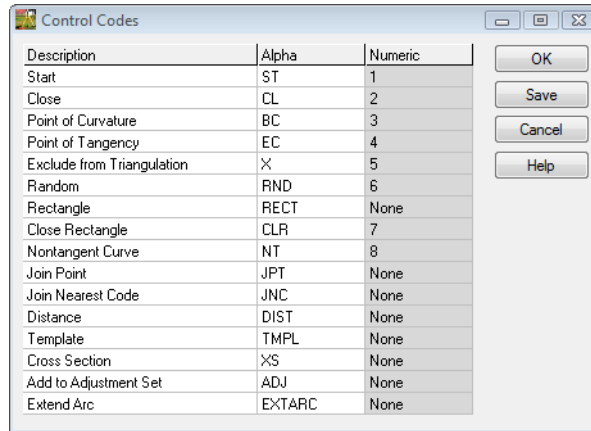 Control Codes
Description Alpha Numeric
Start ST 1
Close CL 2
Point of Curvature BC 3
Point of Tangency EC 4
Exclude from Triangulation X 5
Random RND 6
Rectangle RECT None
Close Rectangle CLR 7
Nontangent Curve NT 8
Join Point JPT None
Join Nearest Code JNC None
Distance DIST None
Template TMPL None
Cross Section XS None
Add to Adjustment Set ADJ None
Extend Arc EXTARC None
OK
Save
Cancel
Help